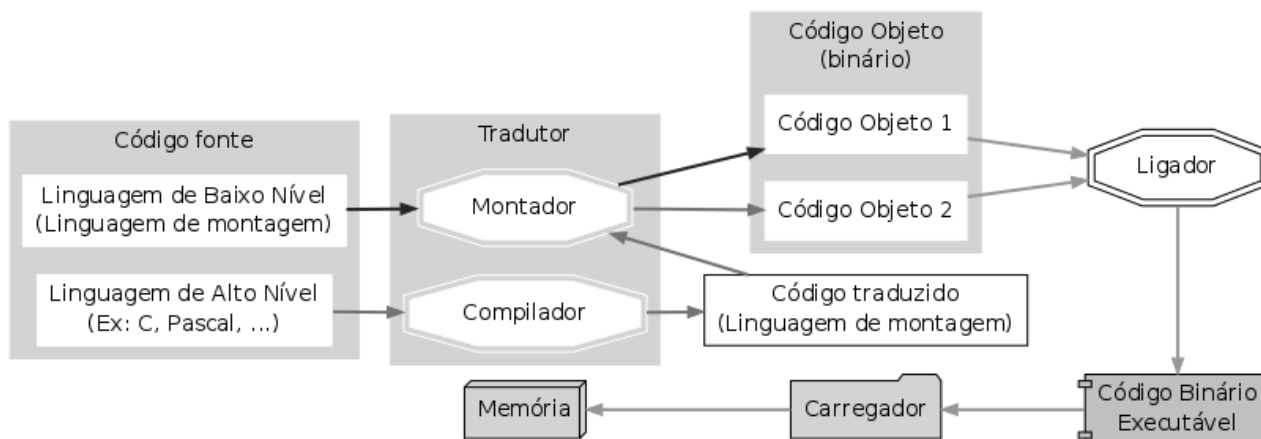 Código fonte
Linguagem de Baixo Nível
(Linguagem de montagem)
Linguagem de Alto Nível
(Ex: C, Pascal, ...)
Tradutor
Montador
Compilador
Código Objeto
(binário)
Código Objeto 1
Código Objeto 2
Código traduzido
(Linguagem de montagem)
Ligador
Código Binário
Executável
Carregador
Memória